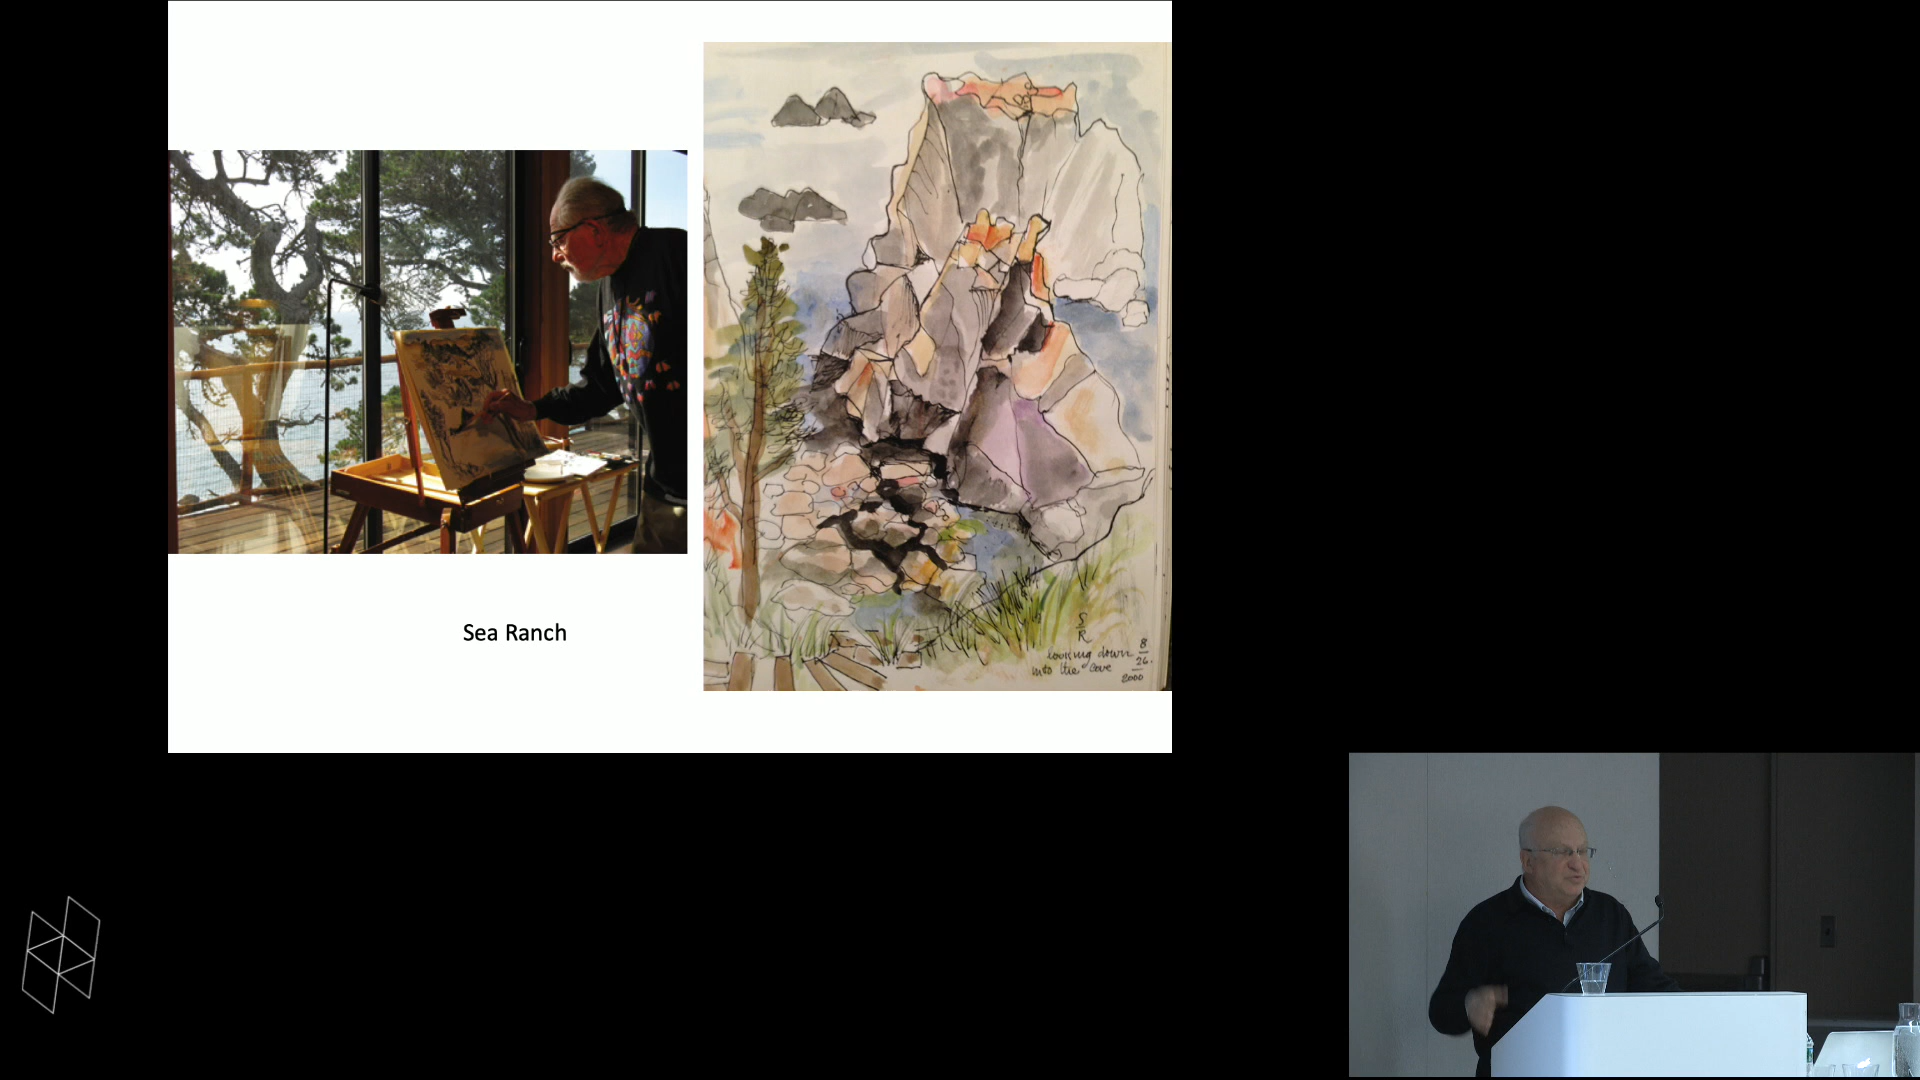 Sea Ranch
S
R
looking down
into the cove
8
26.
2000